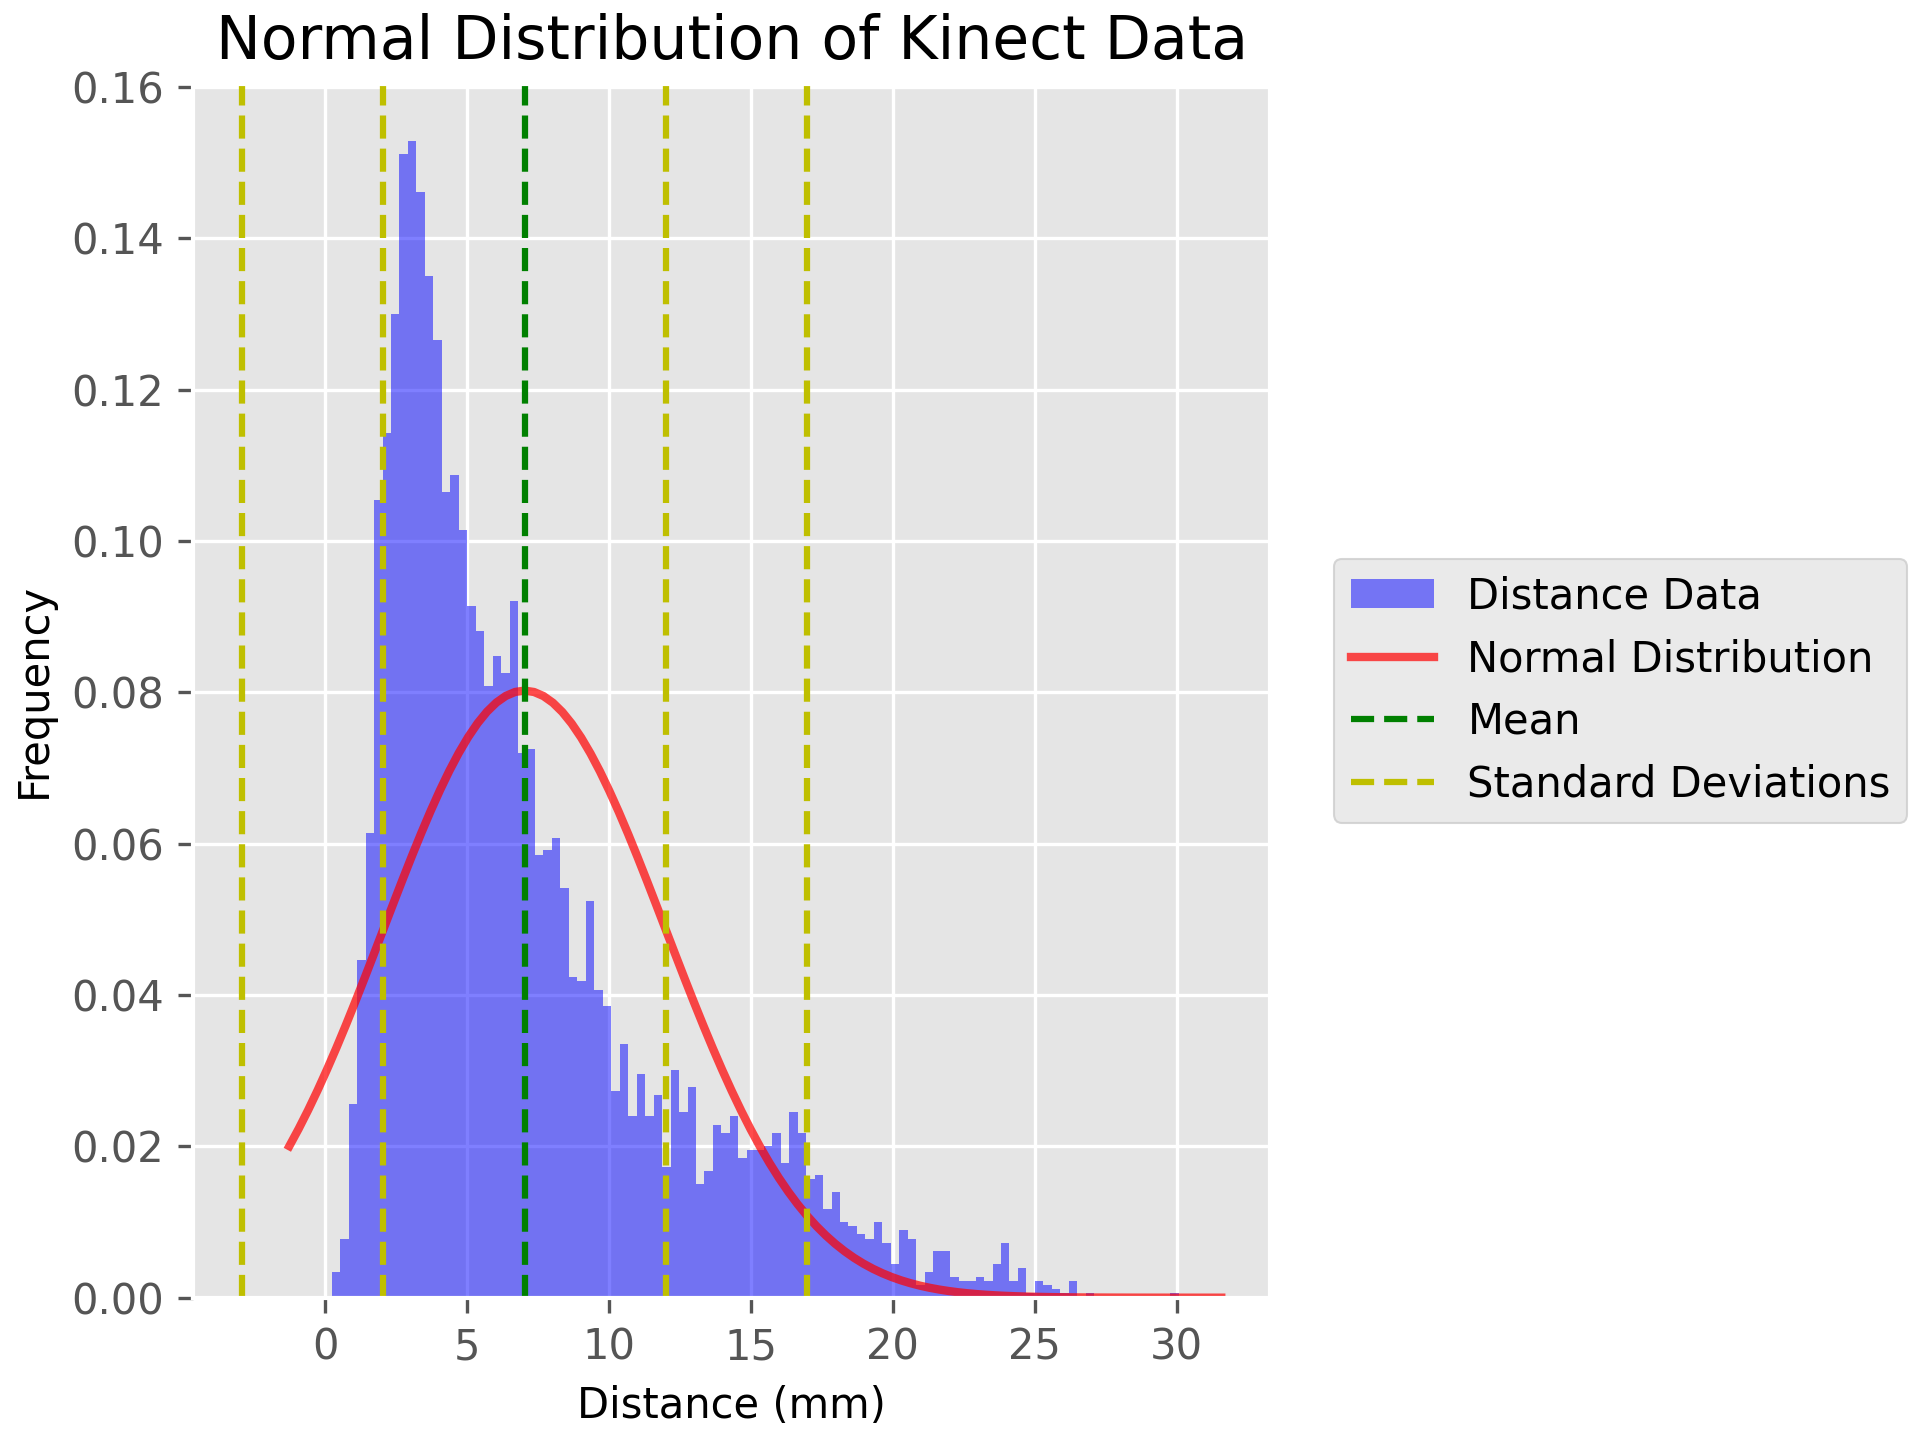 Normal Distribution of Kinect Data
0.16
0.14
0.12
0.10
0.08
0.06
0.04
0.02
0.00
Frequency
0 5 10 15 20 25 30
Distance (mm)
Distance Data
Normal Distribution
Mean
Standard Deviations